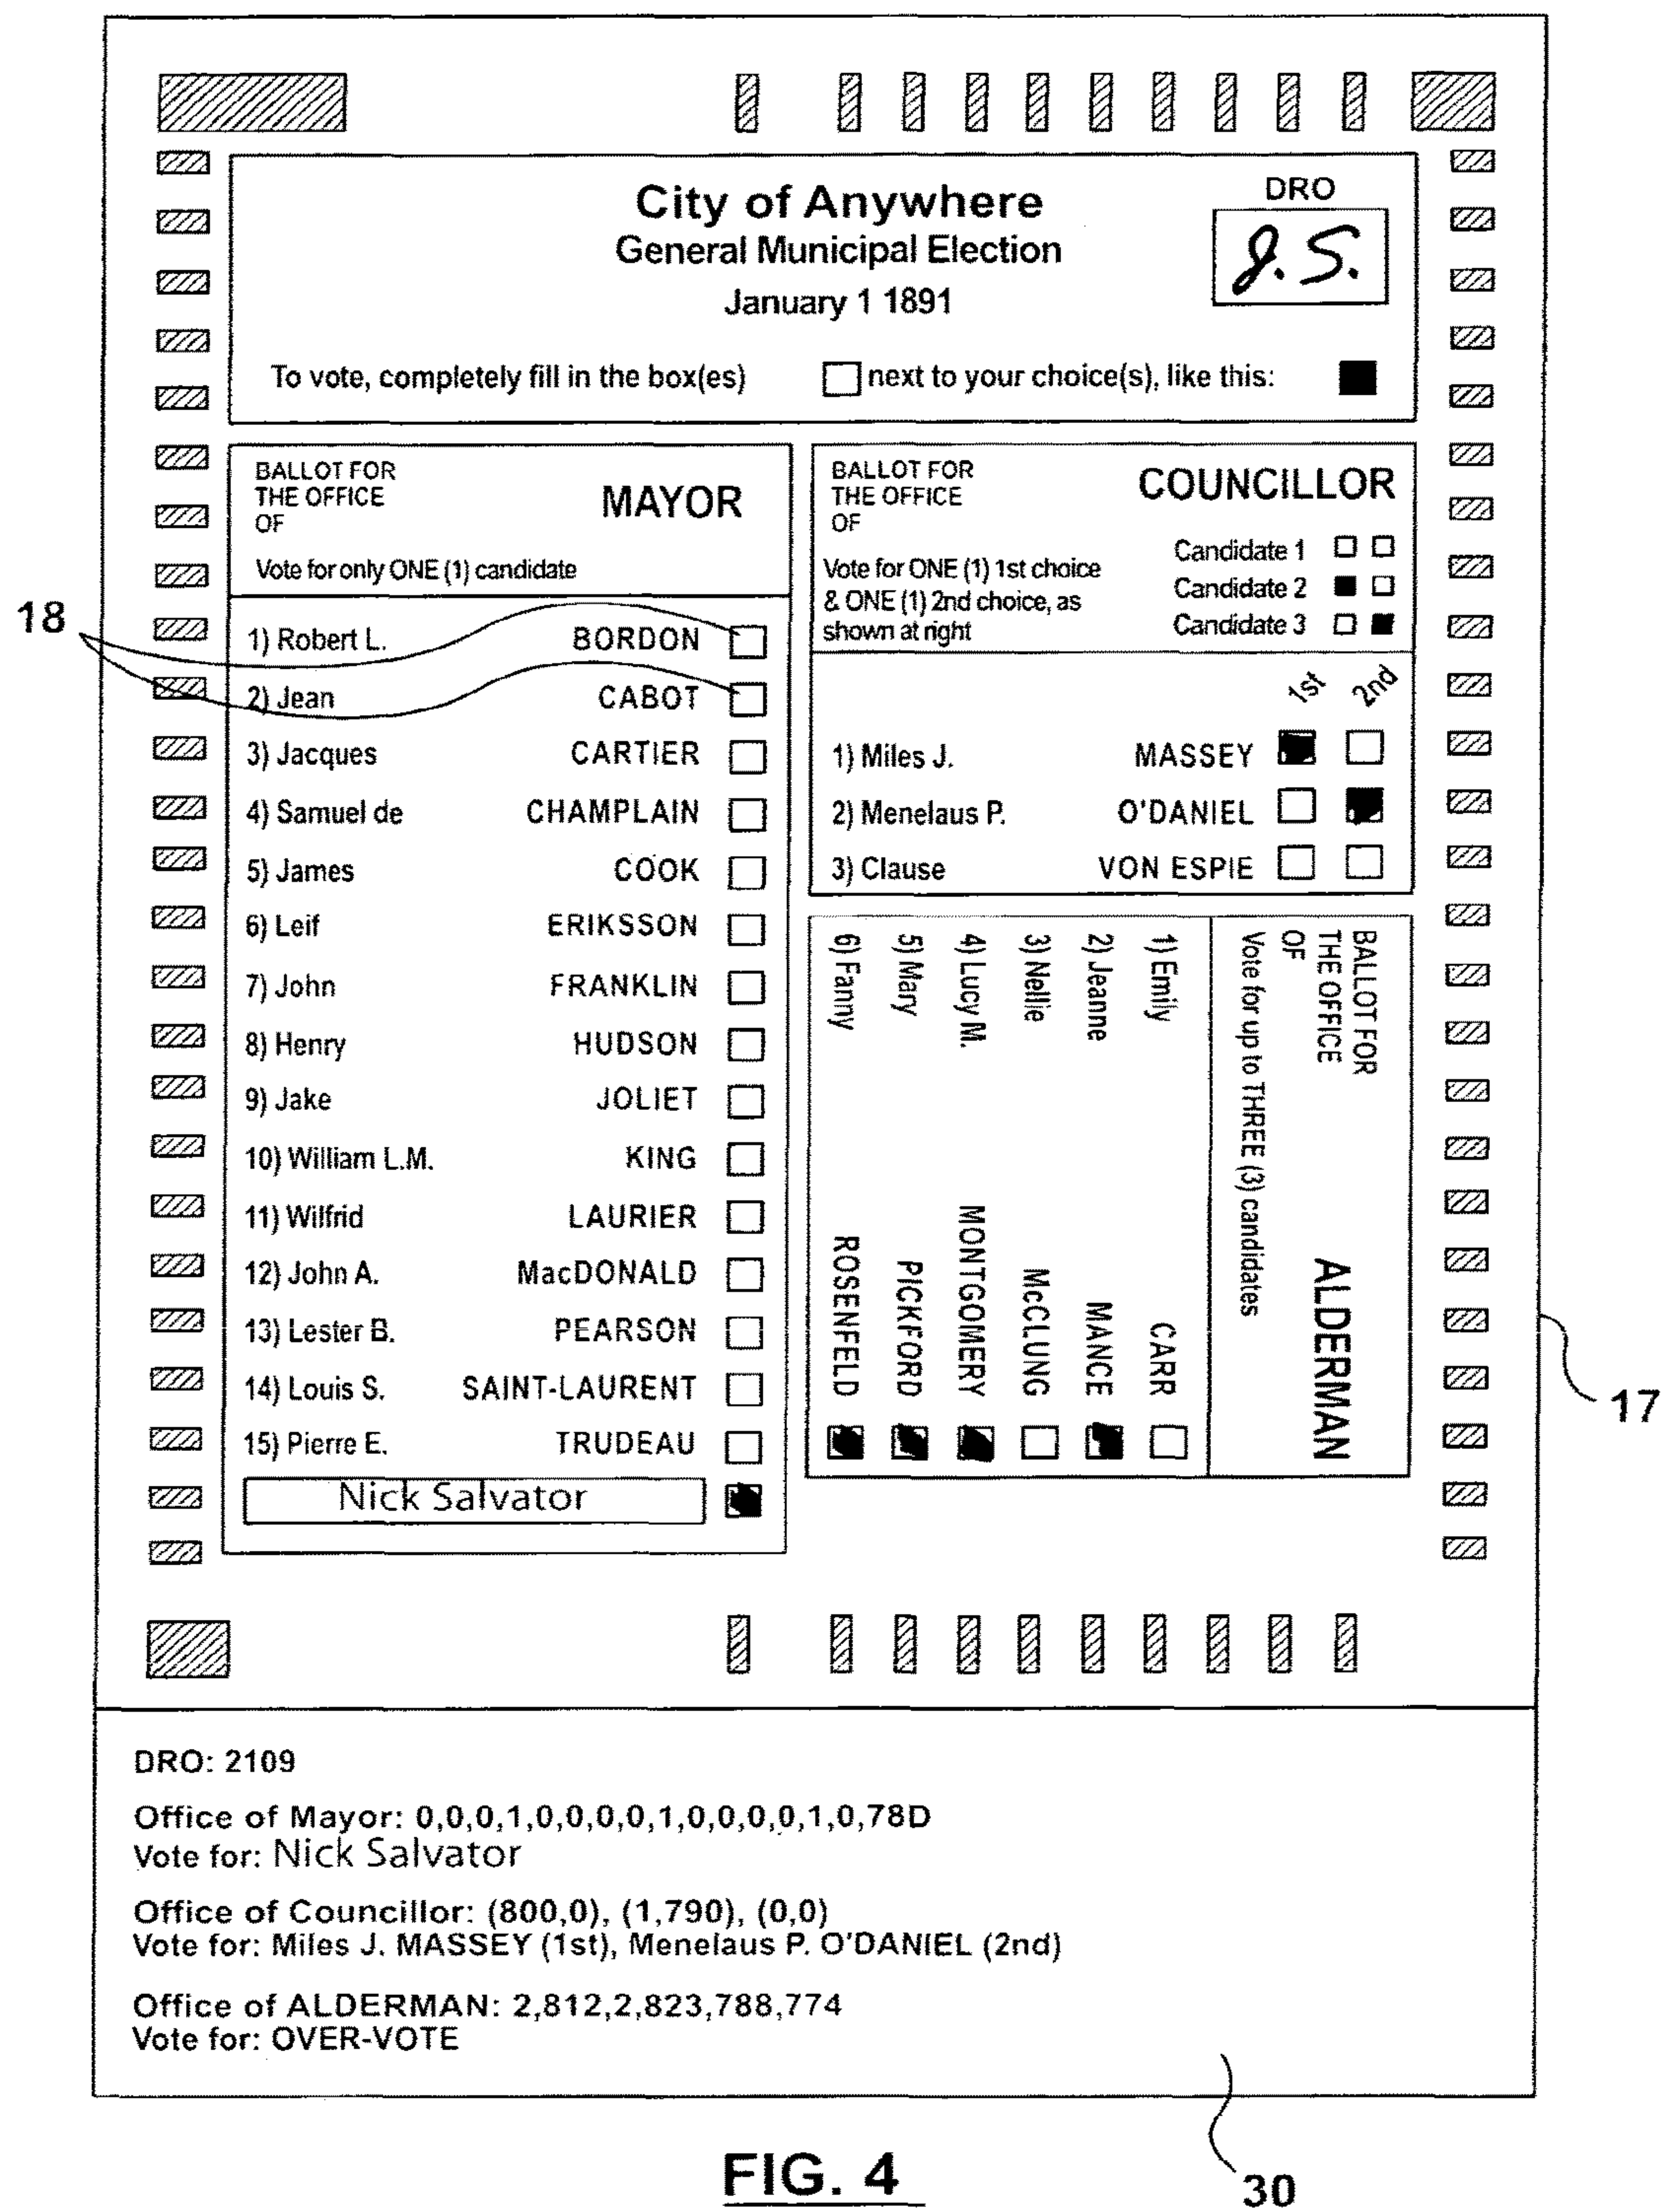 City of Anywhere
General Municipal Election
January 1 1891
DRO
J.S.
To vote, completely fill in the box(es) next to your choice(s), like this:
BALLOT FOR
THE OFFICE
OF
MAYOR
Vote for only ONE (1) candidate
18
1) Robert L. BORDON
2) Jean CABOT
3) Jacques CARTIER
4) Samuel de CHAMPLAIN
5) James COOK
6) Leif ERIKSSON
7) John FRANKLIN
8) Henry HUDSON
9) Jake JOLIET
10) William L.M. KING
11) Wilfrid LAURIER
12) John A. MacDONALD
13) Lester B. PEARSON
14) Louis S. SAINT-LAURENT
15) Pierre E. TRUDEAU
Nick Salvator
BALLOT FOR
THE OFFICE
OF
COUNCILLOR
Vote for ONE (1) 1st choice
& ONE (1) 2nd choice, as
shown at right
Candidate 1
Candidate 2
Candidate 3
1st 2nd
1) Miles J. MASSEY
2) Menelaus P. O'DANIEL
3) Clause VON ESPIE
BALLOT FOR
THE OFFICE
OF
ALDERMAN
Vote for up to THREE (3) candidates
1) Emily CARR
2) Jeanne MANCE
3) Nellie McCLUNG
4) Lucy M. MONTGOMERY
5) Mary PICKFORD
6) Fanny ROSENFELD
17
DRO: 2109
Office of Mayor: 0,0,0,1,0,0,0,0,1,0,0,0,0,1,0,78D
Vote for: Nick Salvator
Office of Councillor: (800,0), (1,790), (0,0)
Vote for: Miles J. MASSEY (1st), Menelaus P. O'DANIEL (2nd)
Office of ALDERMAN: 2,812,2,823,788,774
Vote for: OVER-VOTE
30
FIG. 4